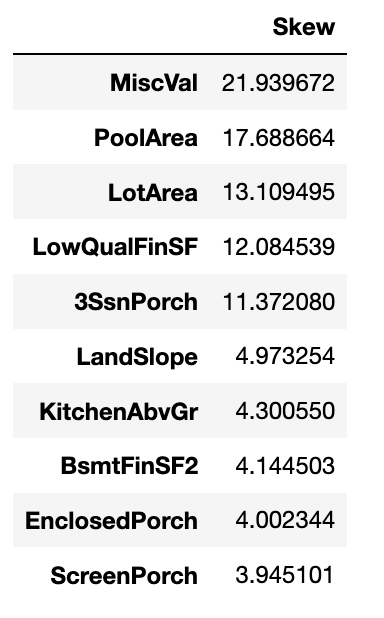 Skew
MiscVal 21.939672
PoolArea 17.688664
LotArea 13.109495
LowQualFinSF 12.084539
3SsnPorch 11.372080
LandSlope 4.973254
KitchenAbvGr 4.300550
BsmtFinSF2 4.144503
EnclosedPorch 4.002344
ScreenPorch 3.945101